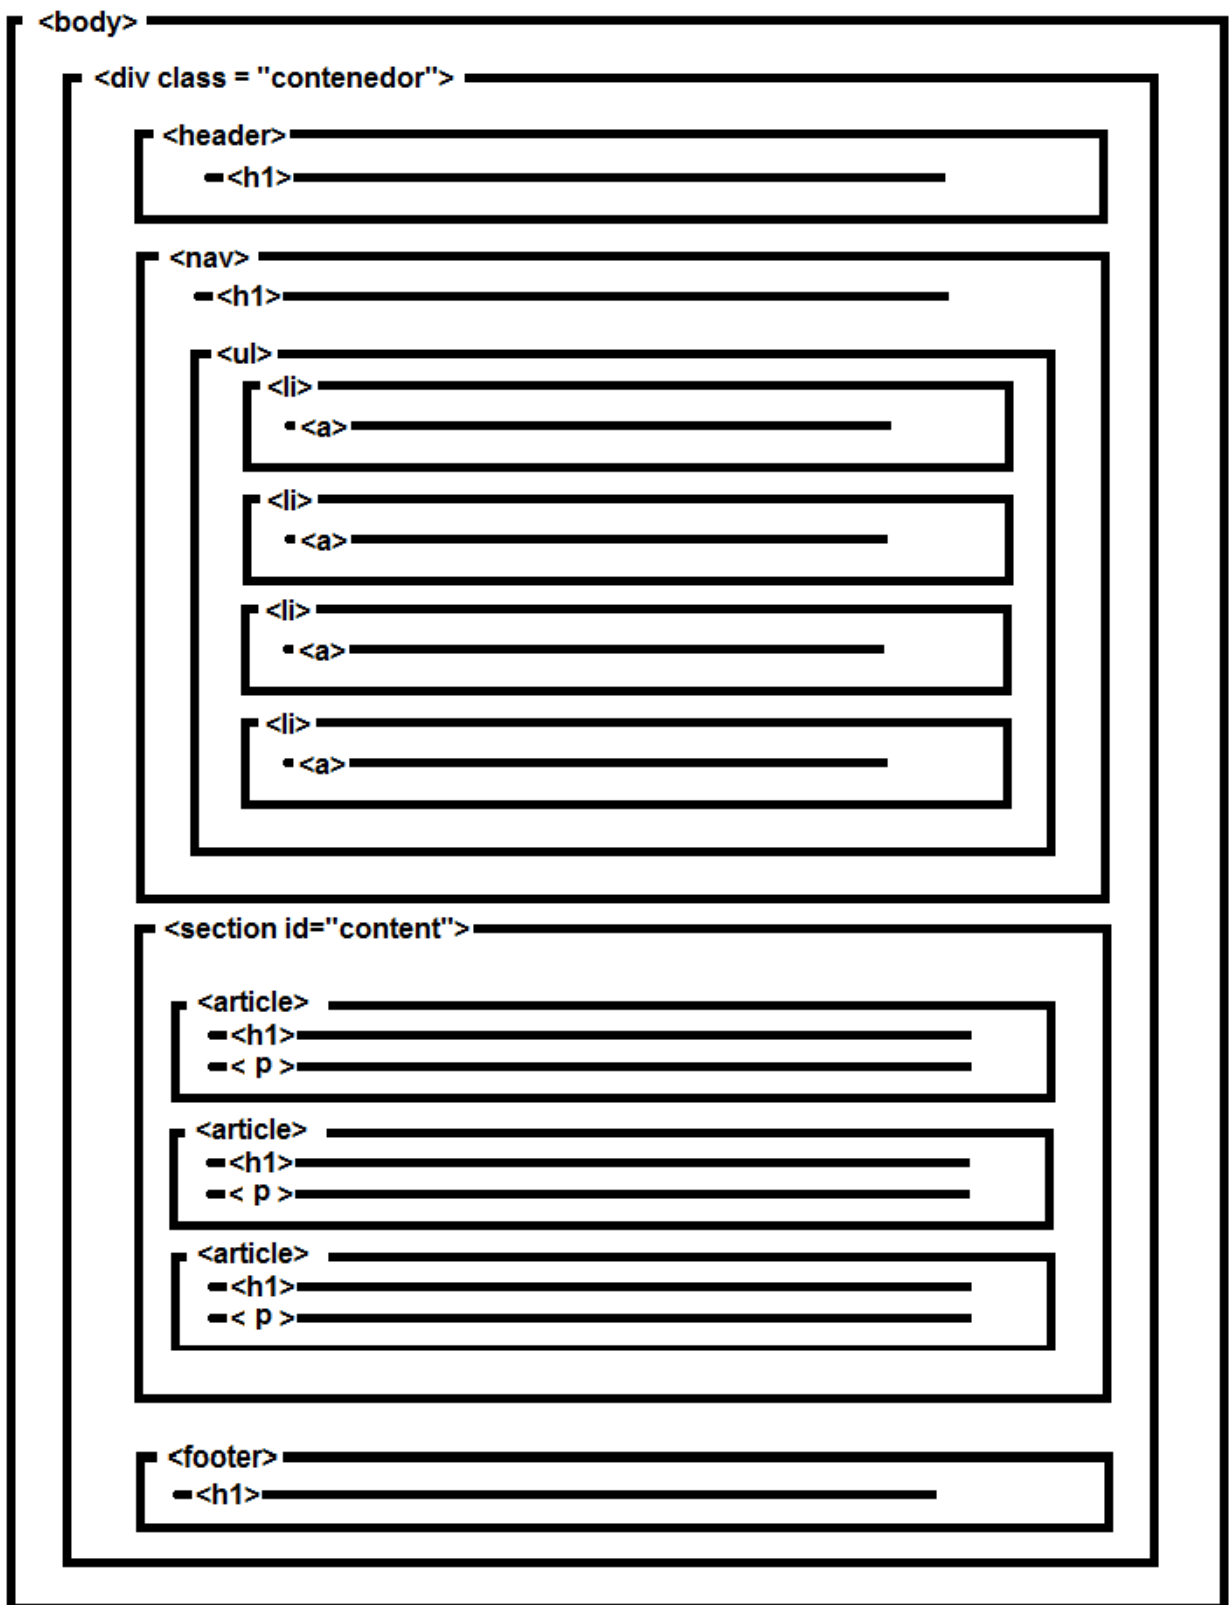 <body>
<div class = "contenedor">
<header>
<h1>
<nav>
<h1>
<ul>
<li>
<a>
<li>
<a>
<li>
<a>
<li>
<a>
<section id="content">
<article>
<h1>
< p >
<article>
<h1>
< p >
<article>
<h1>
< p >
<footer>
<h1>